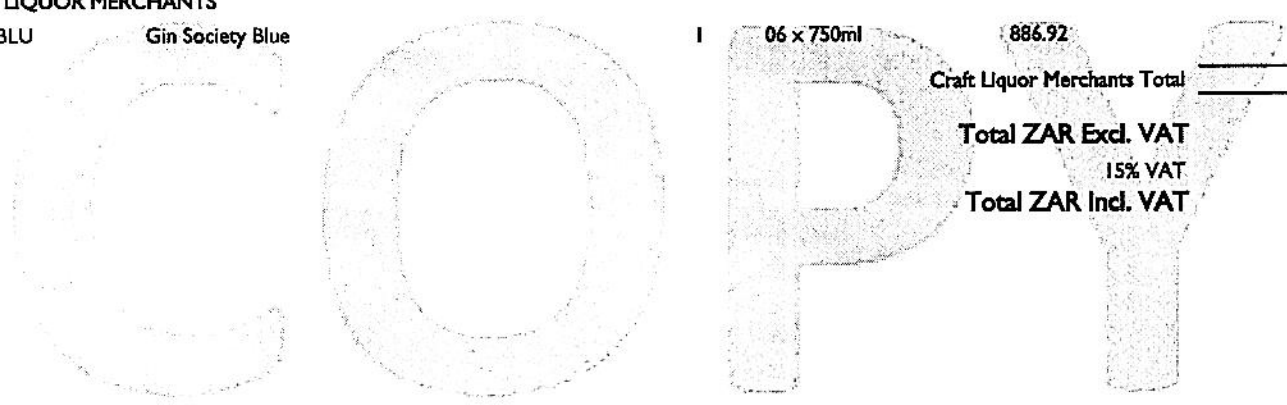 LIQUOR MERCHANTS
BLU Gin Society Blue 1 06 x 750ml 886.92
Craft Liquor Merchants Total
Total ZAR Excl. VAT
15% VAT
Total ZAR Incl. VAT
COPY